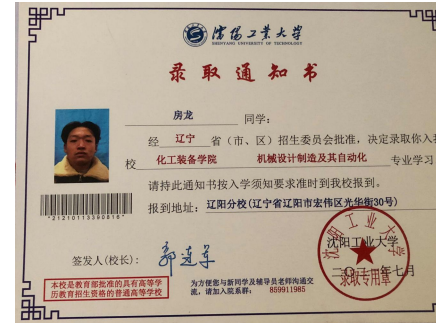 沈阳工业大学
SHENYANG UNIVERSITY OF TECHNOLOGY
录取通知书
房龙 同学:
经 辽宁 省(市、区)招生委员会批准,决定录取你入我
校 化工装备学院 机械设计制造及其自动化 专业学习
请持此通知书按入学须知要求准时到我校报到。
报到地址: 辽阳分校(辽宁省辽阳市宏伟区光华街30号)
*21210113390816*
沈阳工业大学
签发人(校长):
二〇 一年七月
录取专用章
本校是教育部批准的具有高等学
历教育招生资格的普通高等学校
为方便您与新同学及辅导员老师沟通交
流,请加入院系群: 859911985